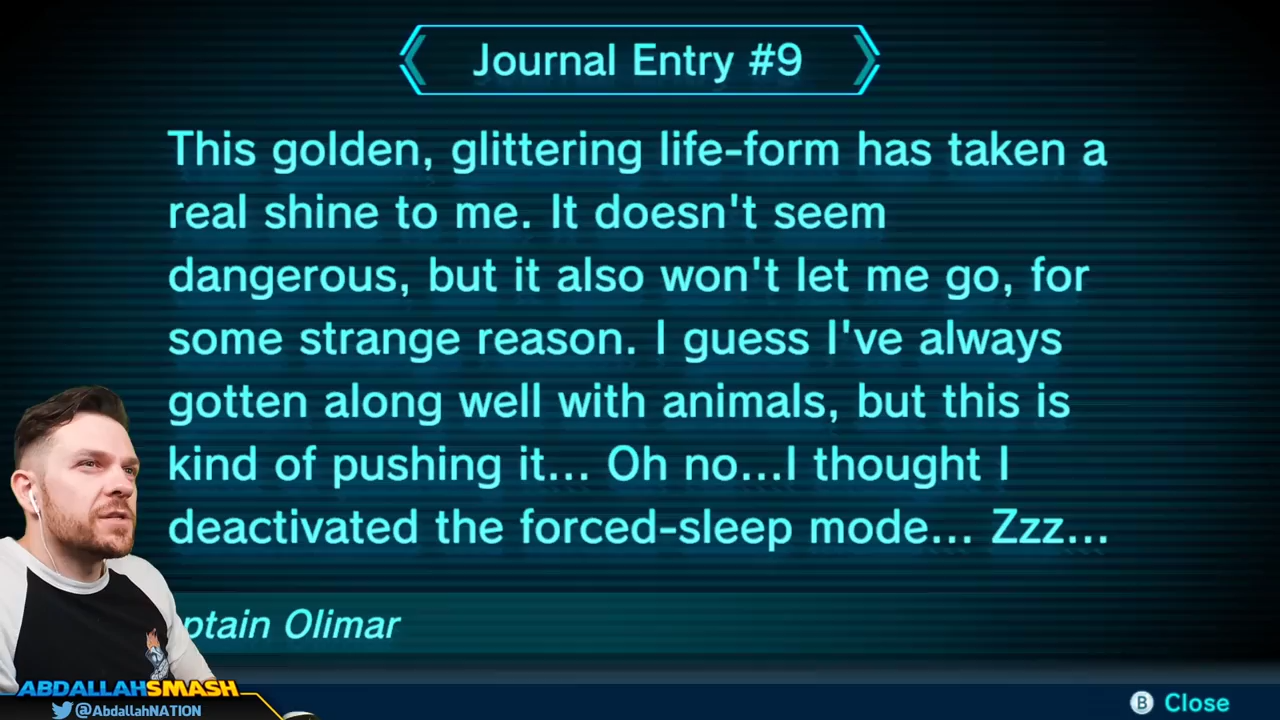 Journal Entry #9
This golden, glittering life-form has taken a
real shine to me. It doesn't seem
dangerous, but it also won't let me go, for
some strange reason. I guess I've always
gotten along well with animals, but this is
kind of pushing it... Oh no...I thought I
deactivated the forced-sleep mode... Zzz...
ptain Olimar
ABDALLAHSMASH
@AbdallahNATION
B Close